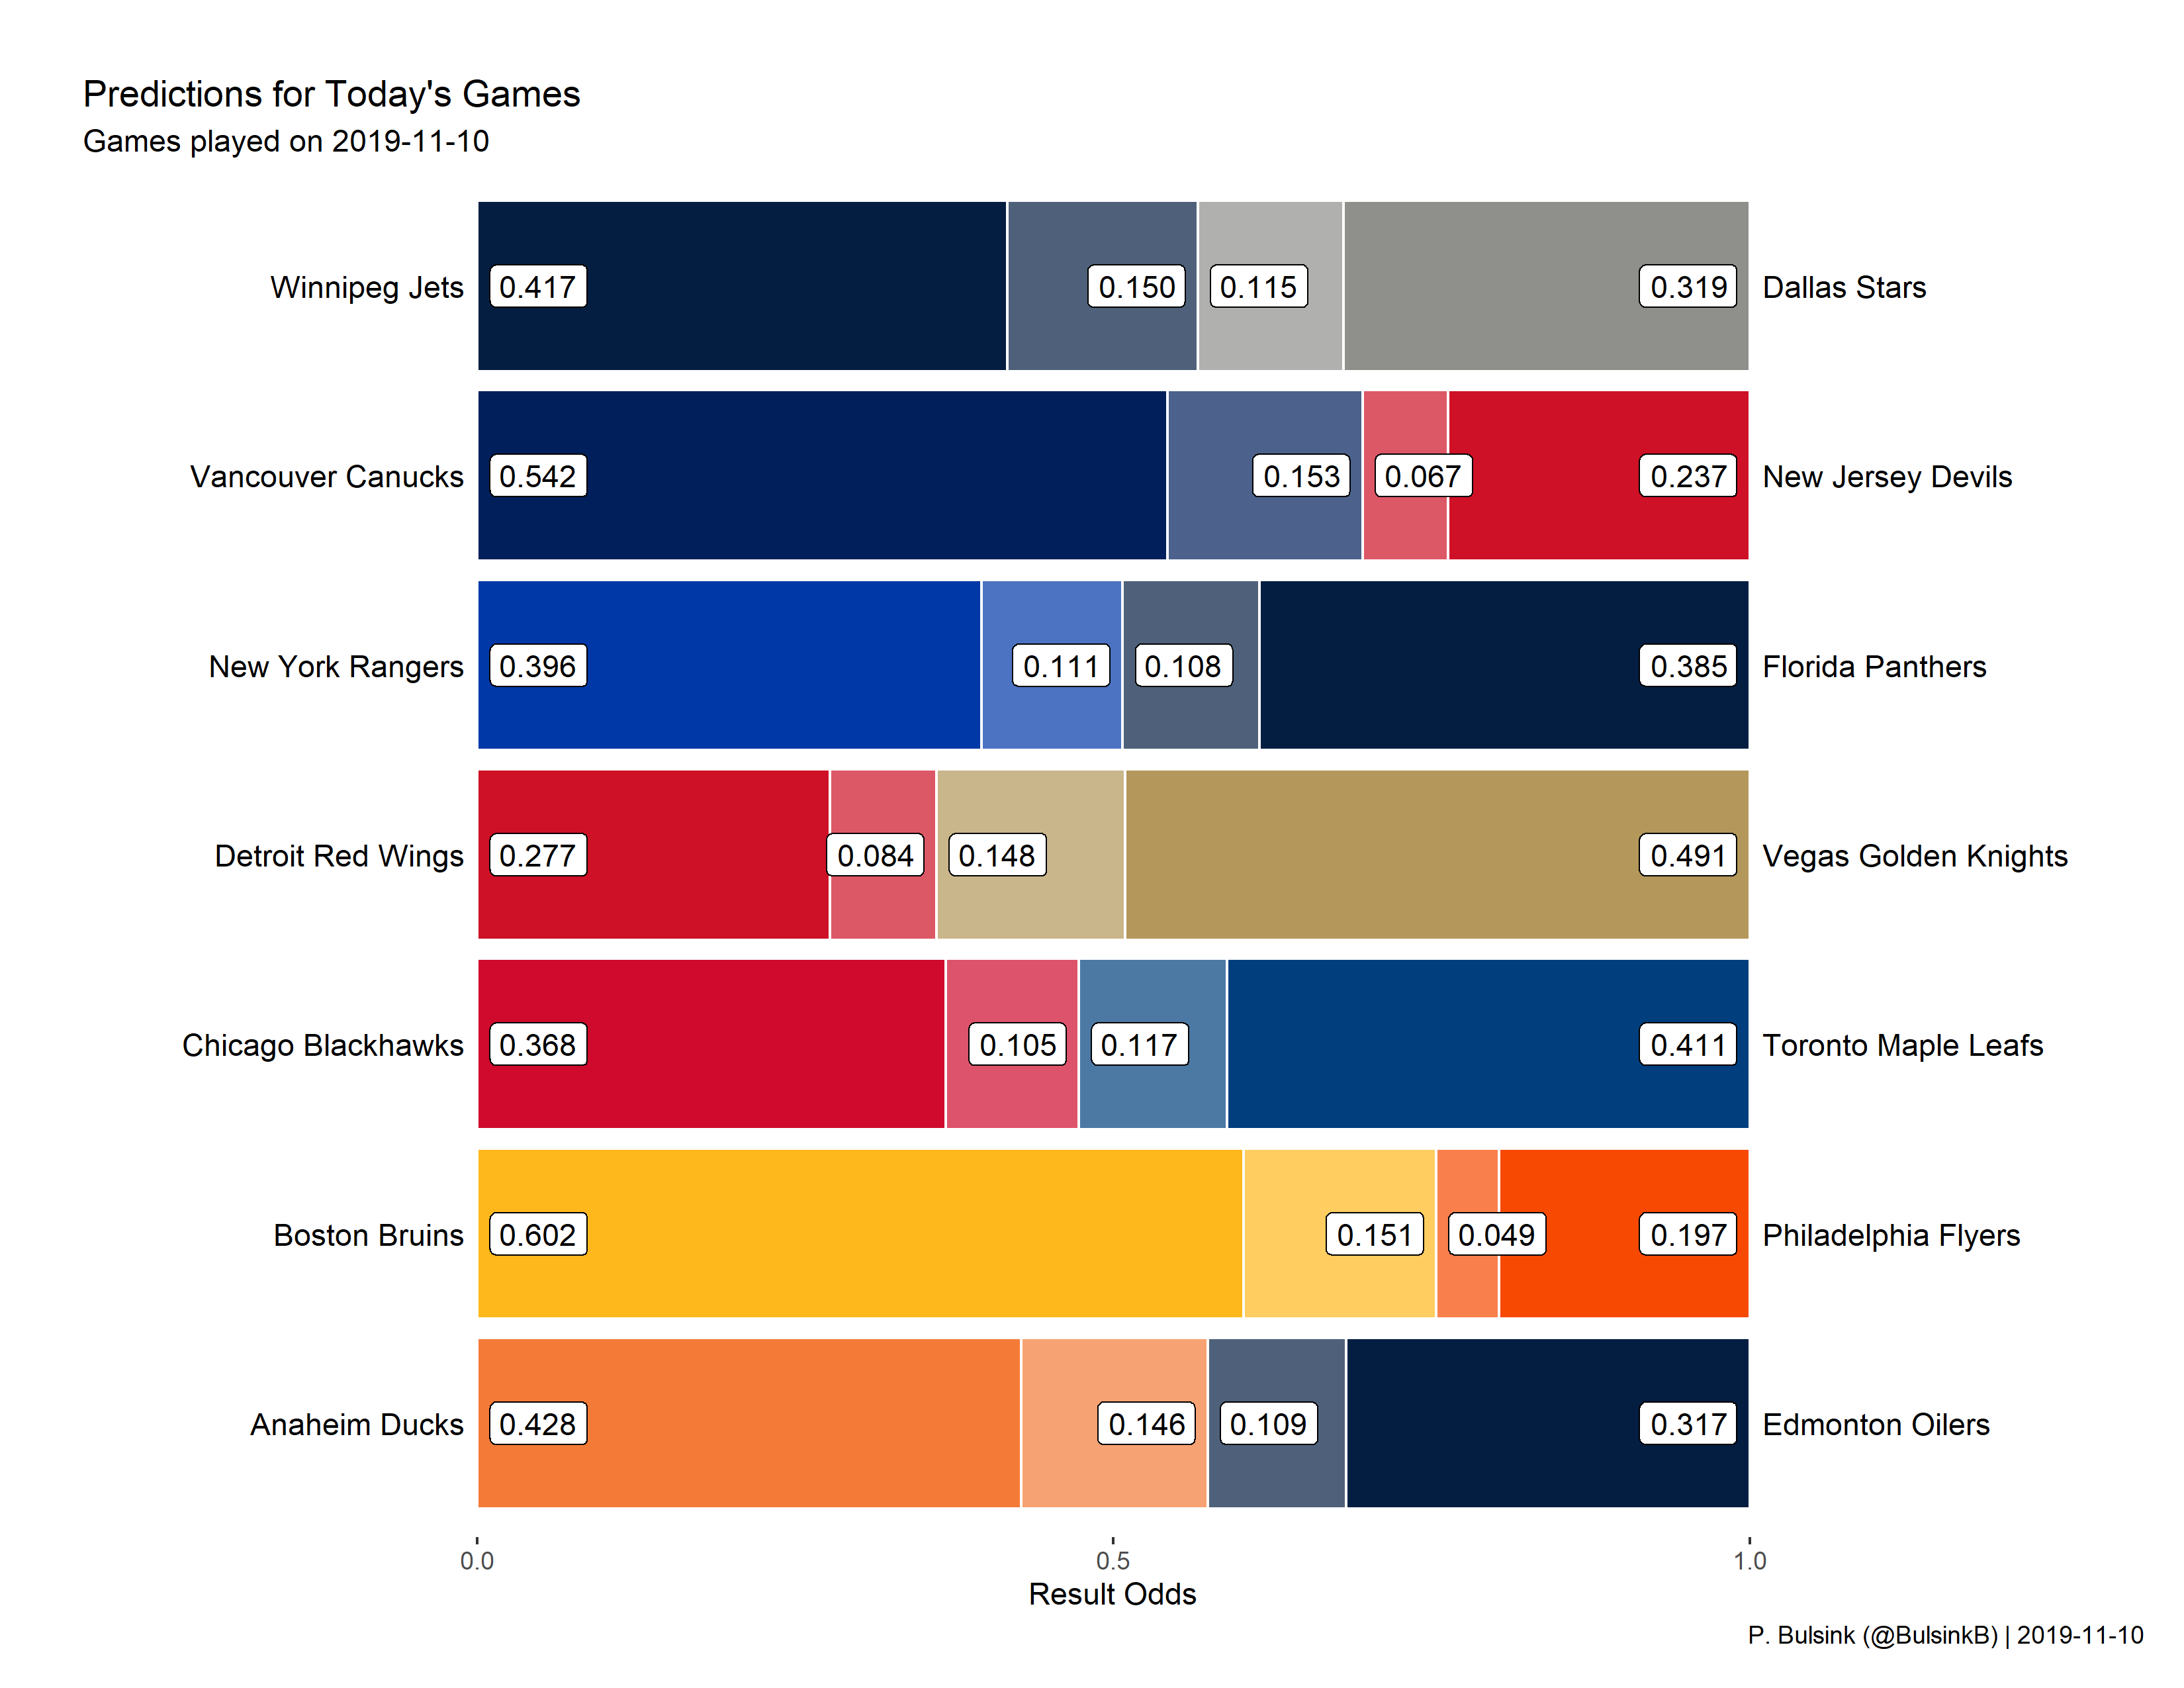 Predictions for Today's Games
Games played on 2019-11-10
Winnipeg Jets 0.417 0.150 0.115 0.319 Dallas Stars
Vancouver Canucks 0.542 0.153 0.067 0.237 New Jersey Devils
New York Rangers 0.396 0.111 0.108 0.385 Florida Panthers
Detroit Red Wings 0.277 0.084 0.148 0.491 Vegas Golden Knights
Chicago Blackhawks 0.368 0.105 0.117 0.411 Toronto Maple Leafs
Boston Bruins 0.602 0.151 0.049 0.197 Philadelphia Flyers
Anaheim Ducks 0.428 0.146 0.109 0.317 Edmonton Oilers
0.0 0.5 1.0
Result Odds
P. Bulsink (@BulsinkB) | 2019-11-10